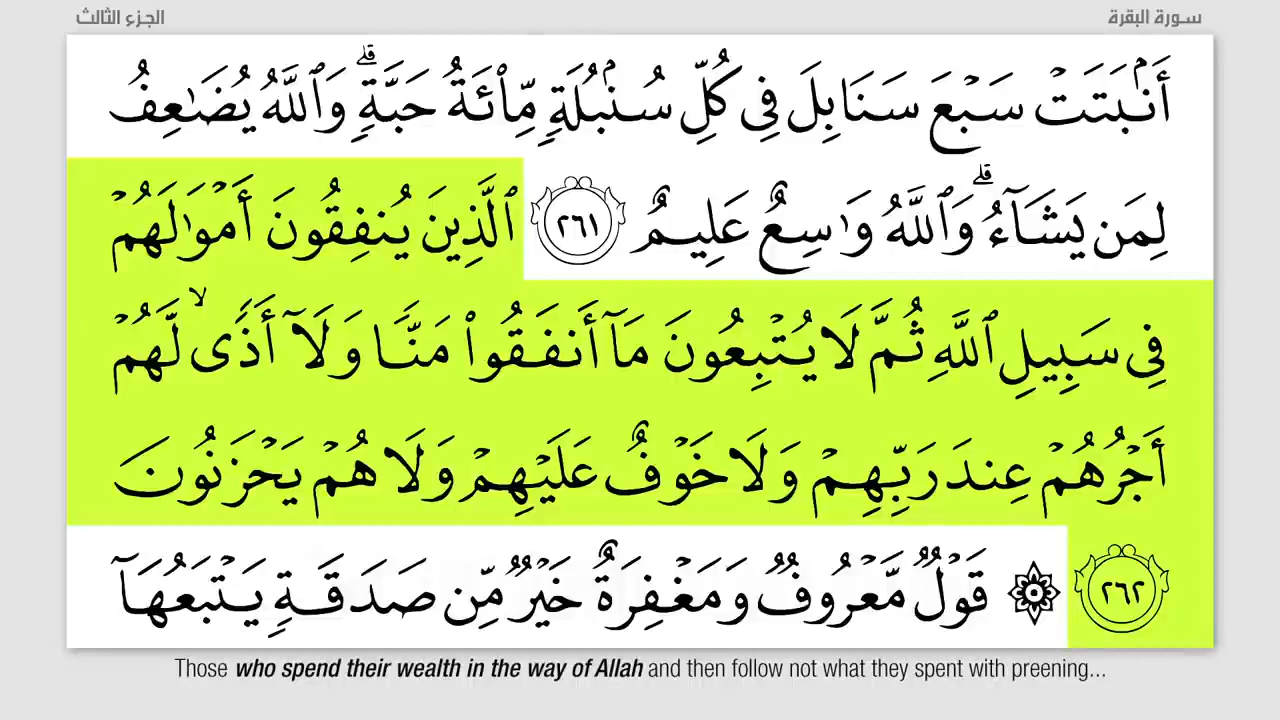 سورة البقرة
الجزء الثالث
أَنۢبَتَتۡ سَبۡعَ سَنَابِلَ فِي كُلِّ سُنۢبُلَةٖ مِّاْئَةُ حَبَّةٖۗ وَٱللَّهُ يُضَٰعِفُ
لِمَن يَشَآءُۚ وَٱللَّهُ وَٰسِعٌ عَلِيمٌ ٢٦١ ٱلَّذِينَ يُنفِقُونَ أَمۡوَٰلَهُمۡ
فِي سَبِيلِ ٱللَّهِ ثُمَّ لَا يُتۡبِعُونَ مَآ أَنفَقُواْ مَنّٗا وَلَآ أَذٗى لَّهُمۡ
أَجۡرُهُمۡ عِندَ رَبِّهِمۡ وَلَا خَوۡفٌ عَلَيۡهِمۡ وَلَا هُمۡ يَحۡزَنُونَ
٢٦٢ ۞ قَوۡلٞ مَّعۡرُوفٞ وَمَغۡفِرَةٌ خَيۡرٞ مِّن صَدَقَةٖ يَتۡبَعُهَآ
Those who spend their wealth in the way of Allah and then follow not what they spent with preening...